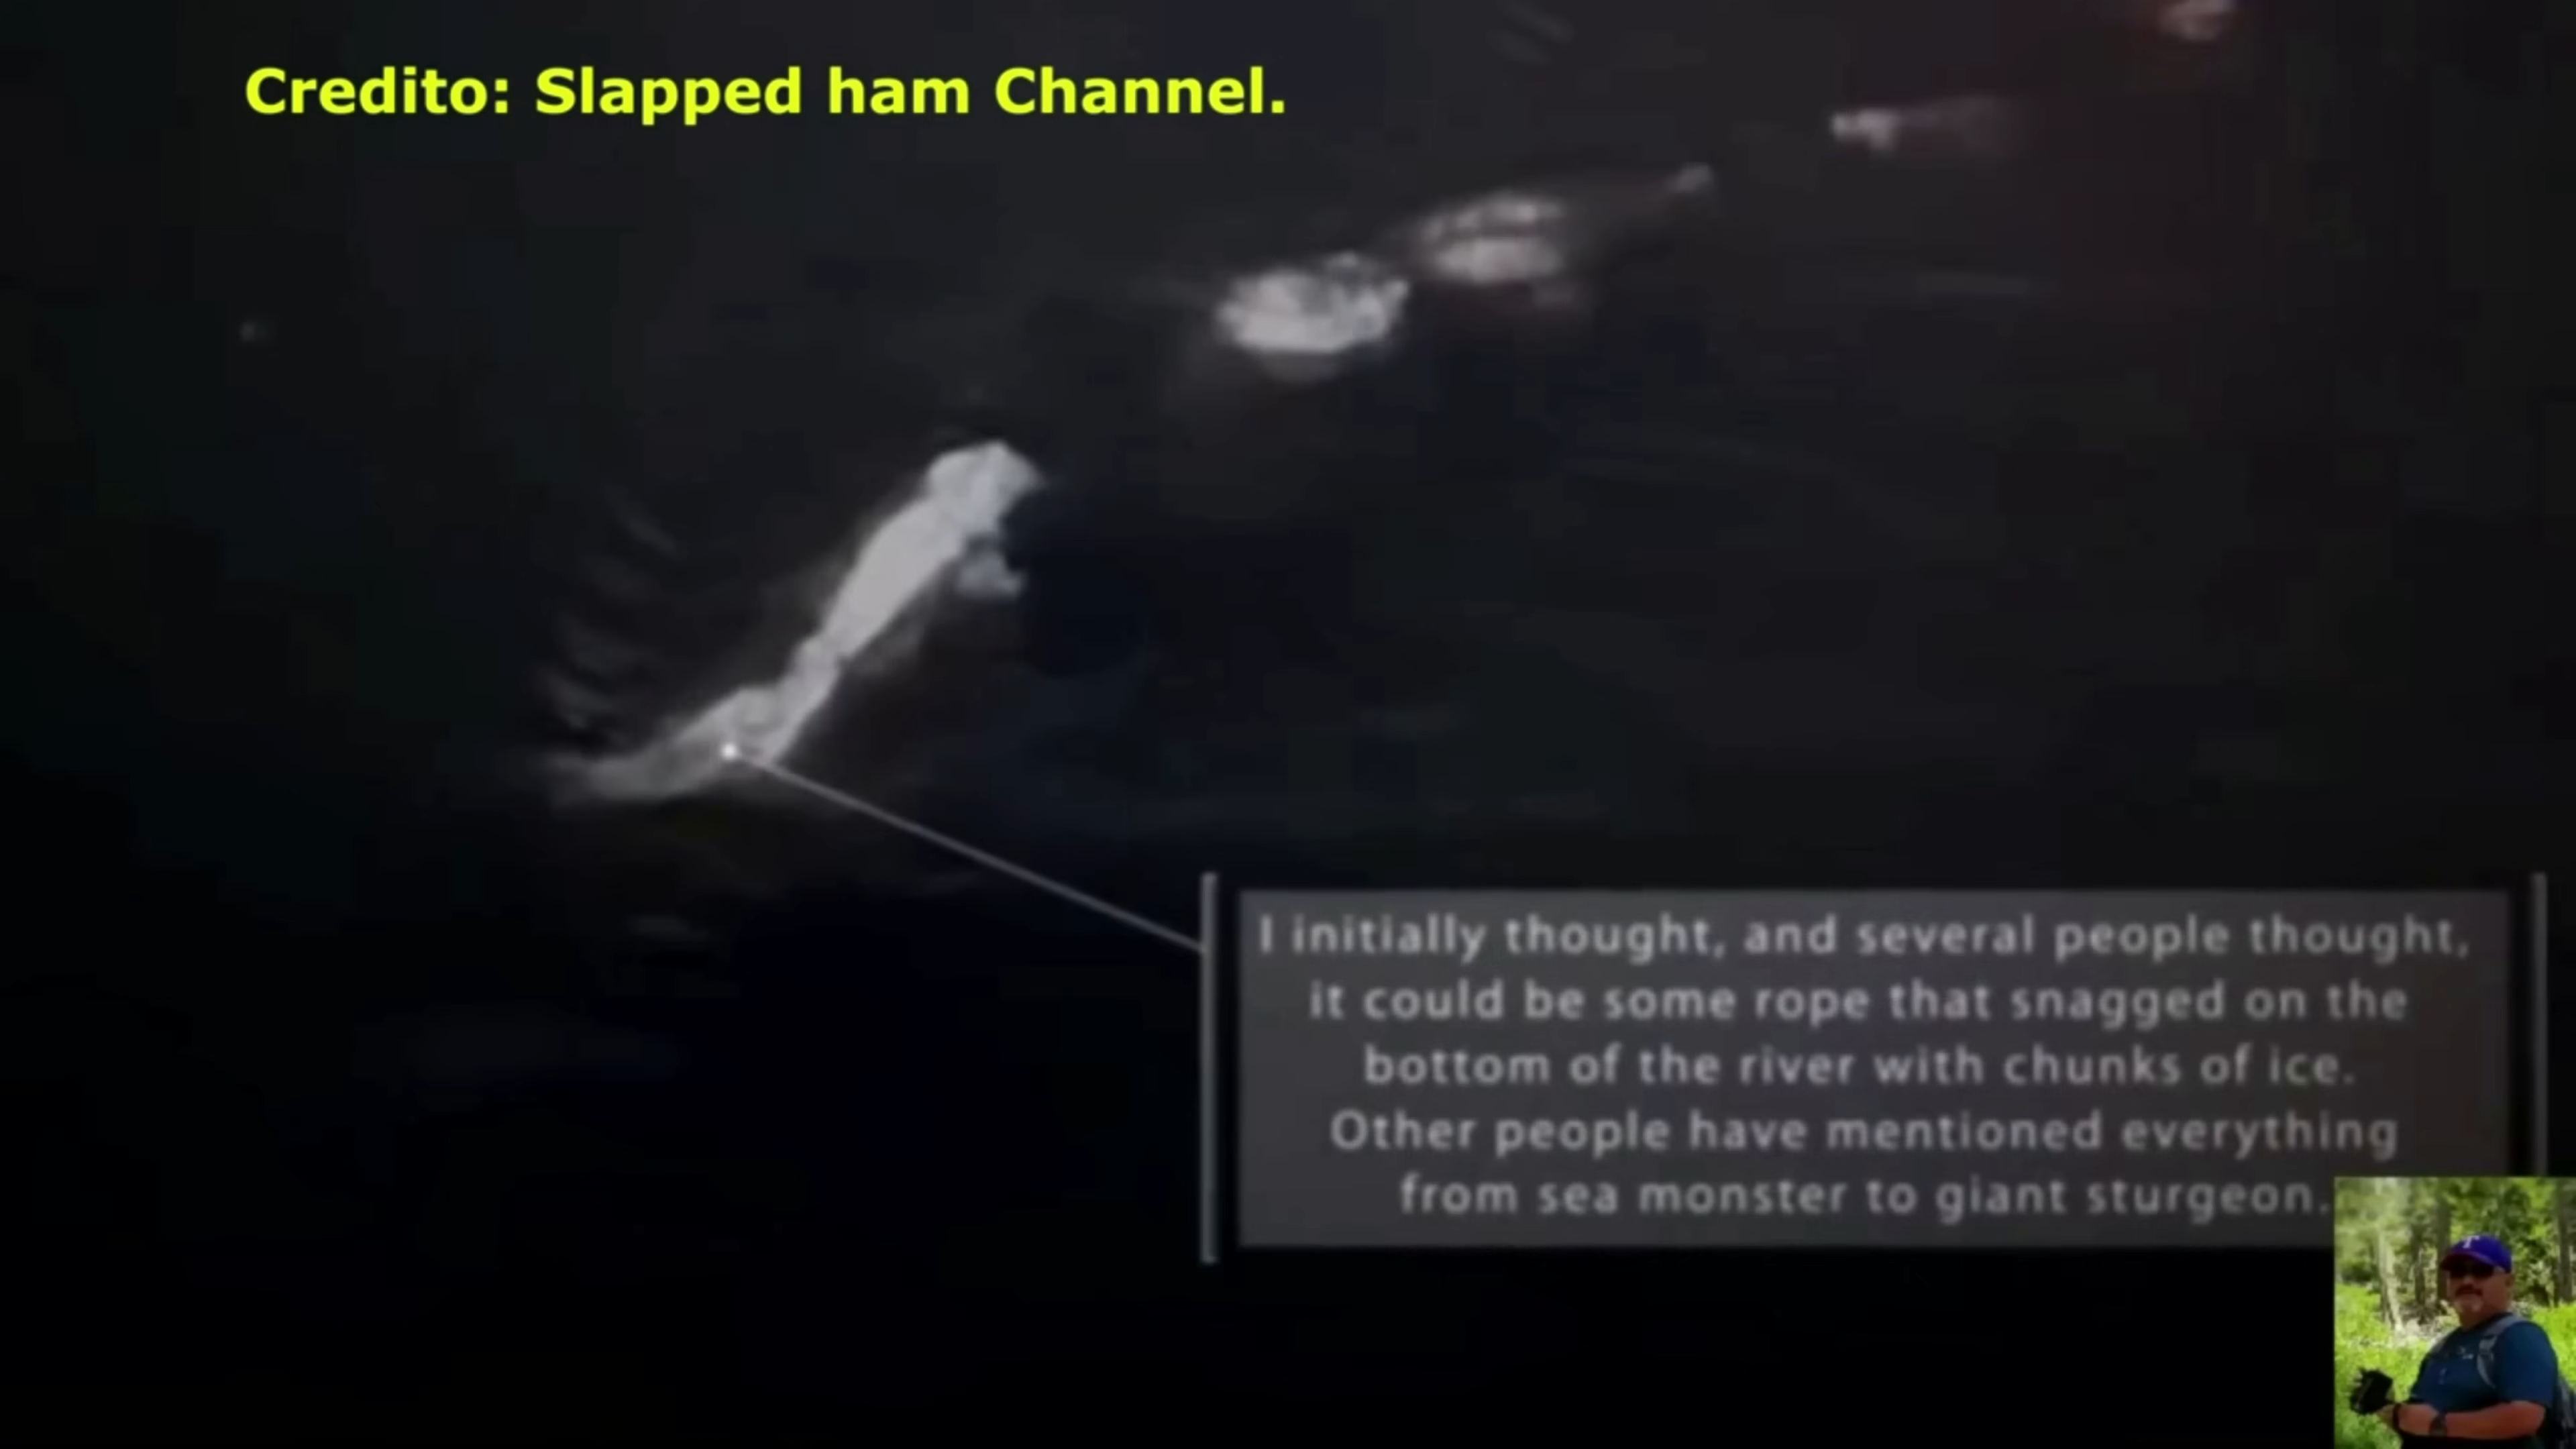 Credito: Slapped ham Channel.
I initially thought, and several people thought,
it could be some rope that snagged on the
bottom of the river with chunks of ice.
Other people have mentioned everything
from sea monster to giant sturgeon.
T